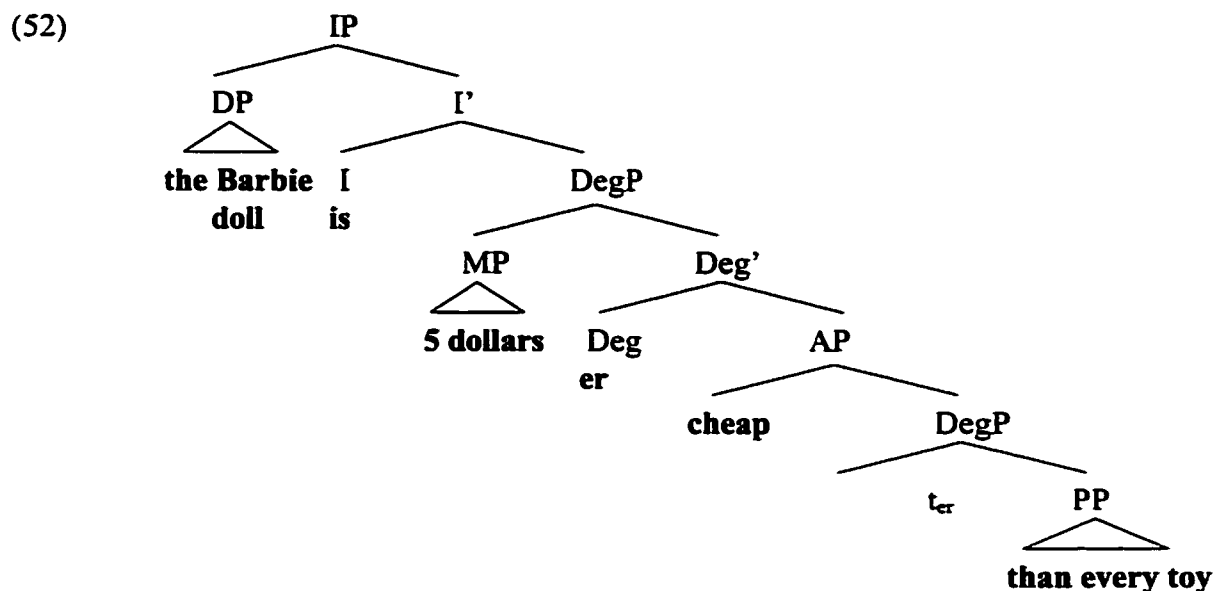 (52) IP
DP I’
the Barbie I DegP
doll is
MP Deg’
5 dollars Deg AP
er
cheap DegP
t_er PP
than every toy